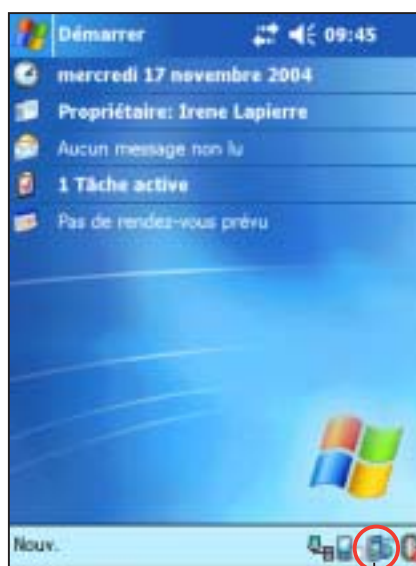 Démarrer 09:45
mercredi 17 novembre 2004
Propriétaire: Irene Lapierre
Aucun message non lu
1 Tâche active
Pas de rendez-vous prévu
Nouv.